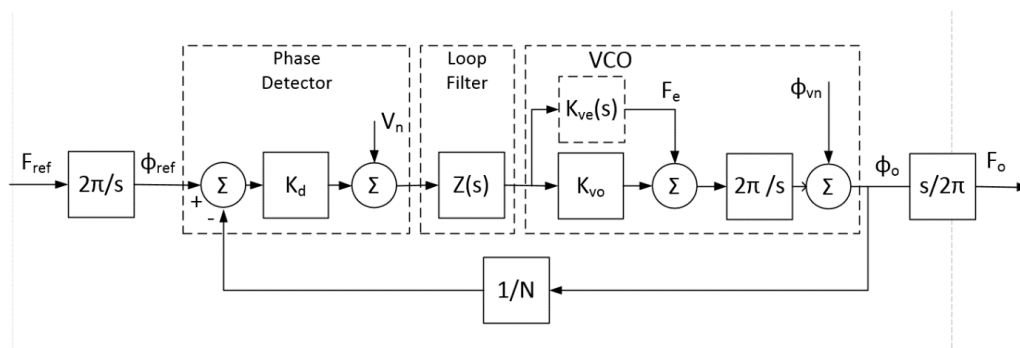 Phase
Detector
Loop
Filter
VCO
K_ve(s)
F_e
ϕ_vn
V_n
F_ref
2π/s
ϕ_ref
Σ
+
-
K_d
Σ
Z(s)
K_vo
Σ
2π /s
Σ
ϕ_o
s/2π
F_o
1/N